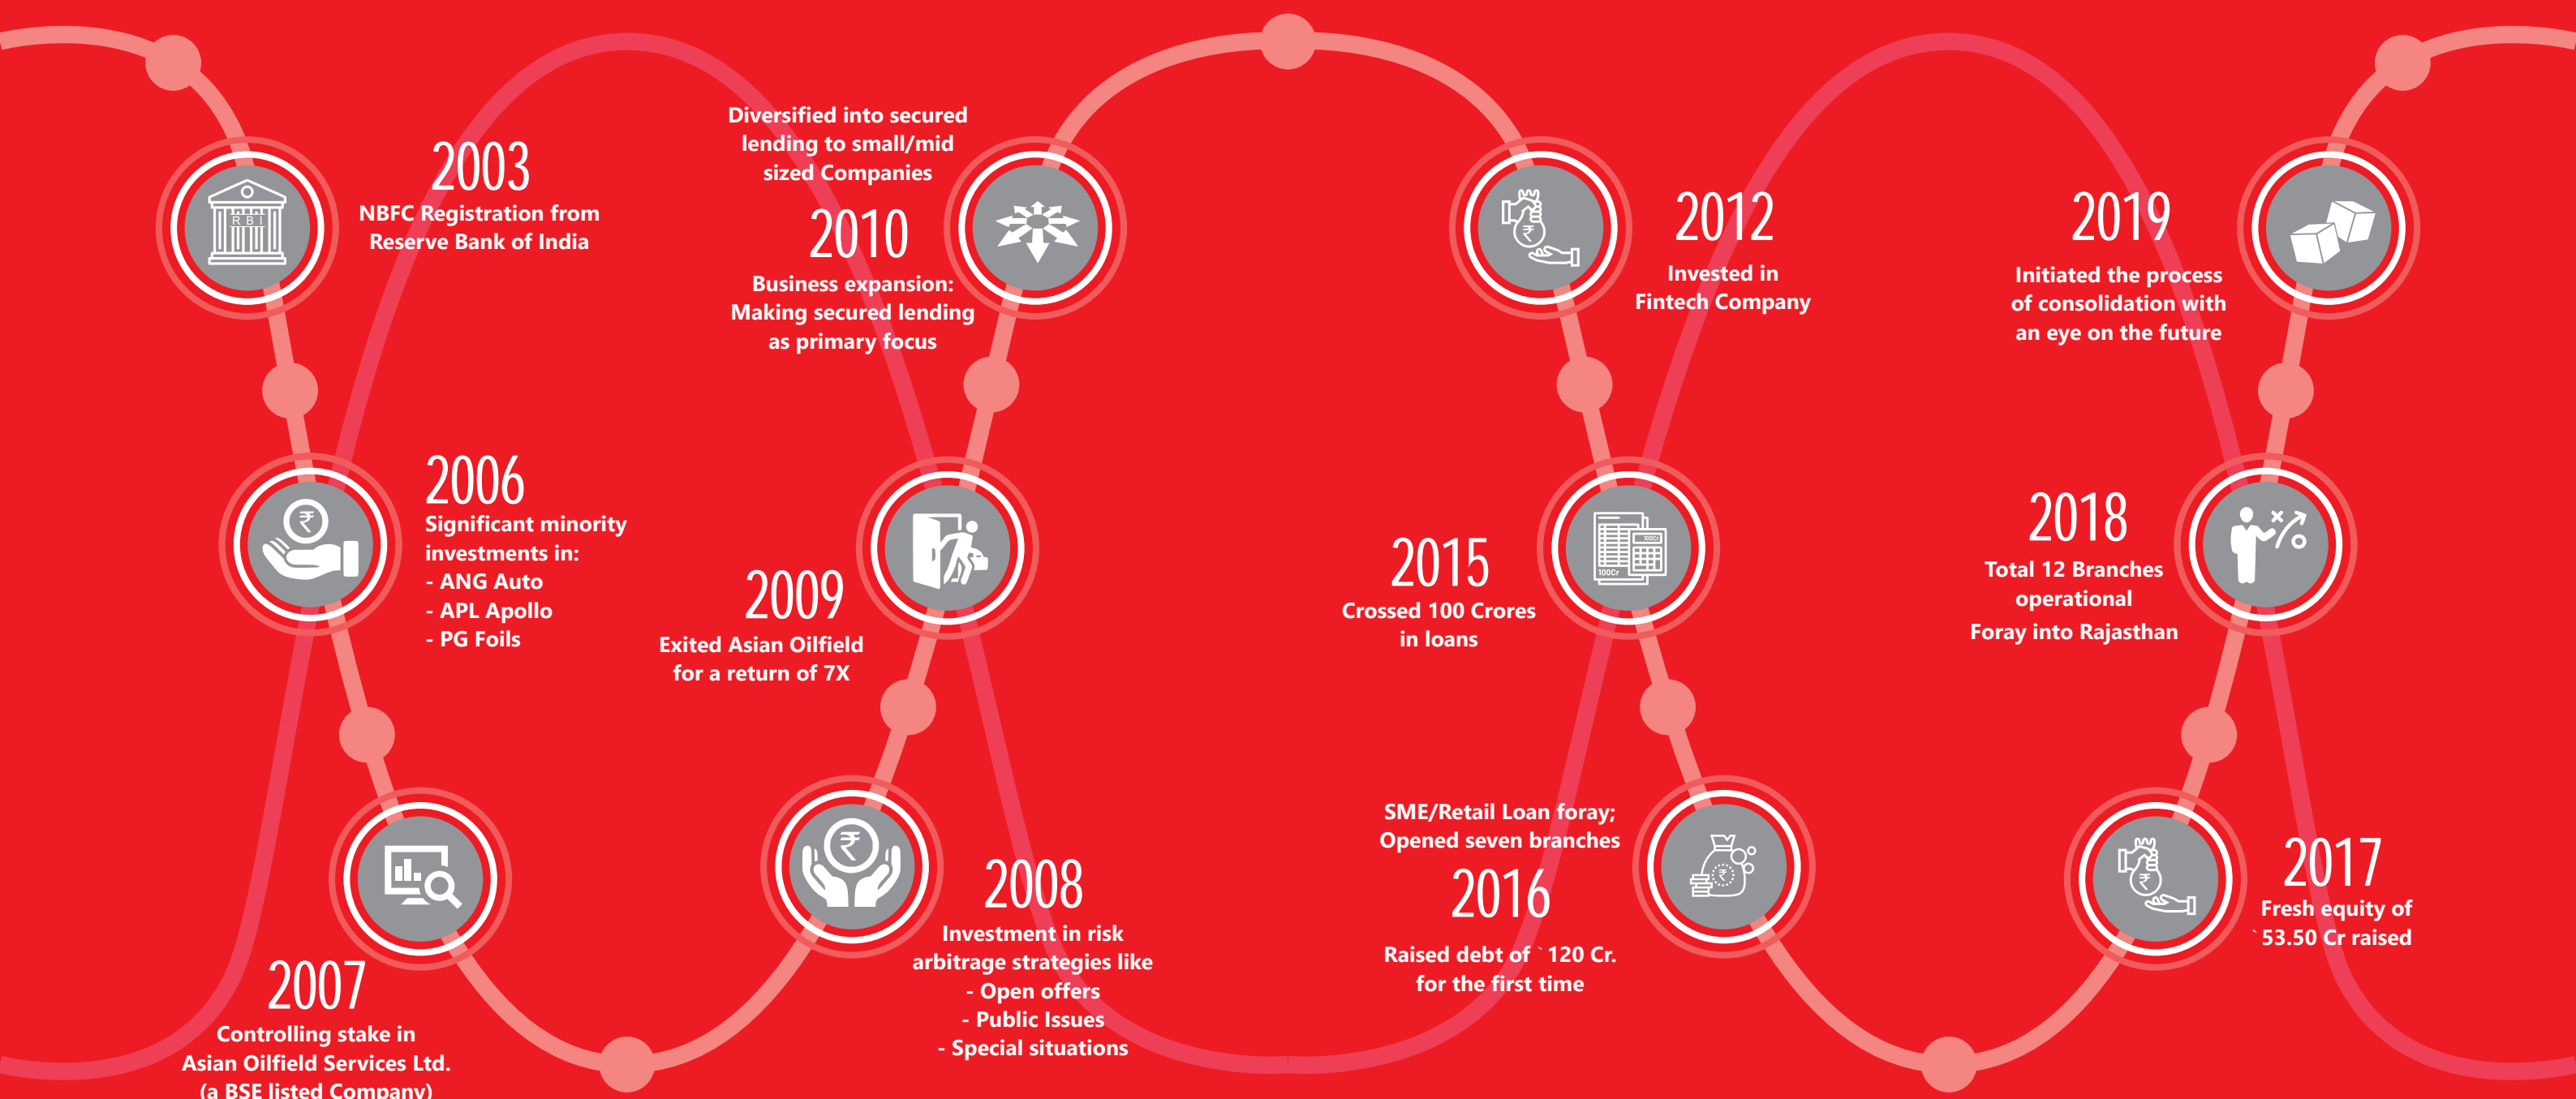 RBI
2003
NBFC Registration from
Reserve Bank of India
₹
2006
Significant minority
investments in:
- ANG Auto
- APL Apollo
- PG Foils
2007
Controlling stake in
Asian Oilfield Services Ltd.
(a BSE listed Company)
₹
2008
Investment in risk
arbitrage strategies like
- Open offers
- Public Issues
- Special situations
2009
Exited Asian Oilfield
for a return of 7X
Diversified into secured
lending to small/mid
sized Companies
2010
Business expansion:
Making secured lending
as primary focus
₹
2012
Invested in
Fintech Company
100Cr
100Cr
2015
Crossed 100 Crores
in loans
SME/Retail Loan foray;
Opened seven branches
₹
2016
Raised debt of ` 120 Cr.
for the first time
₹
2017
Fresh equity of
` 53.50 Cr raised
2018
Total 12 Branches
operational
Foray into Rajasthan
2019
Initiated the process
of consolidation with
an eye on the future